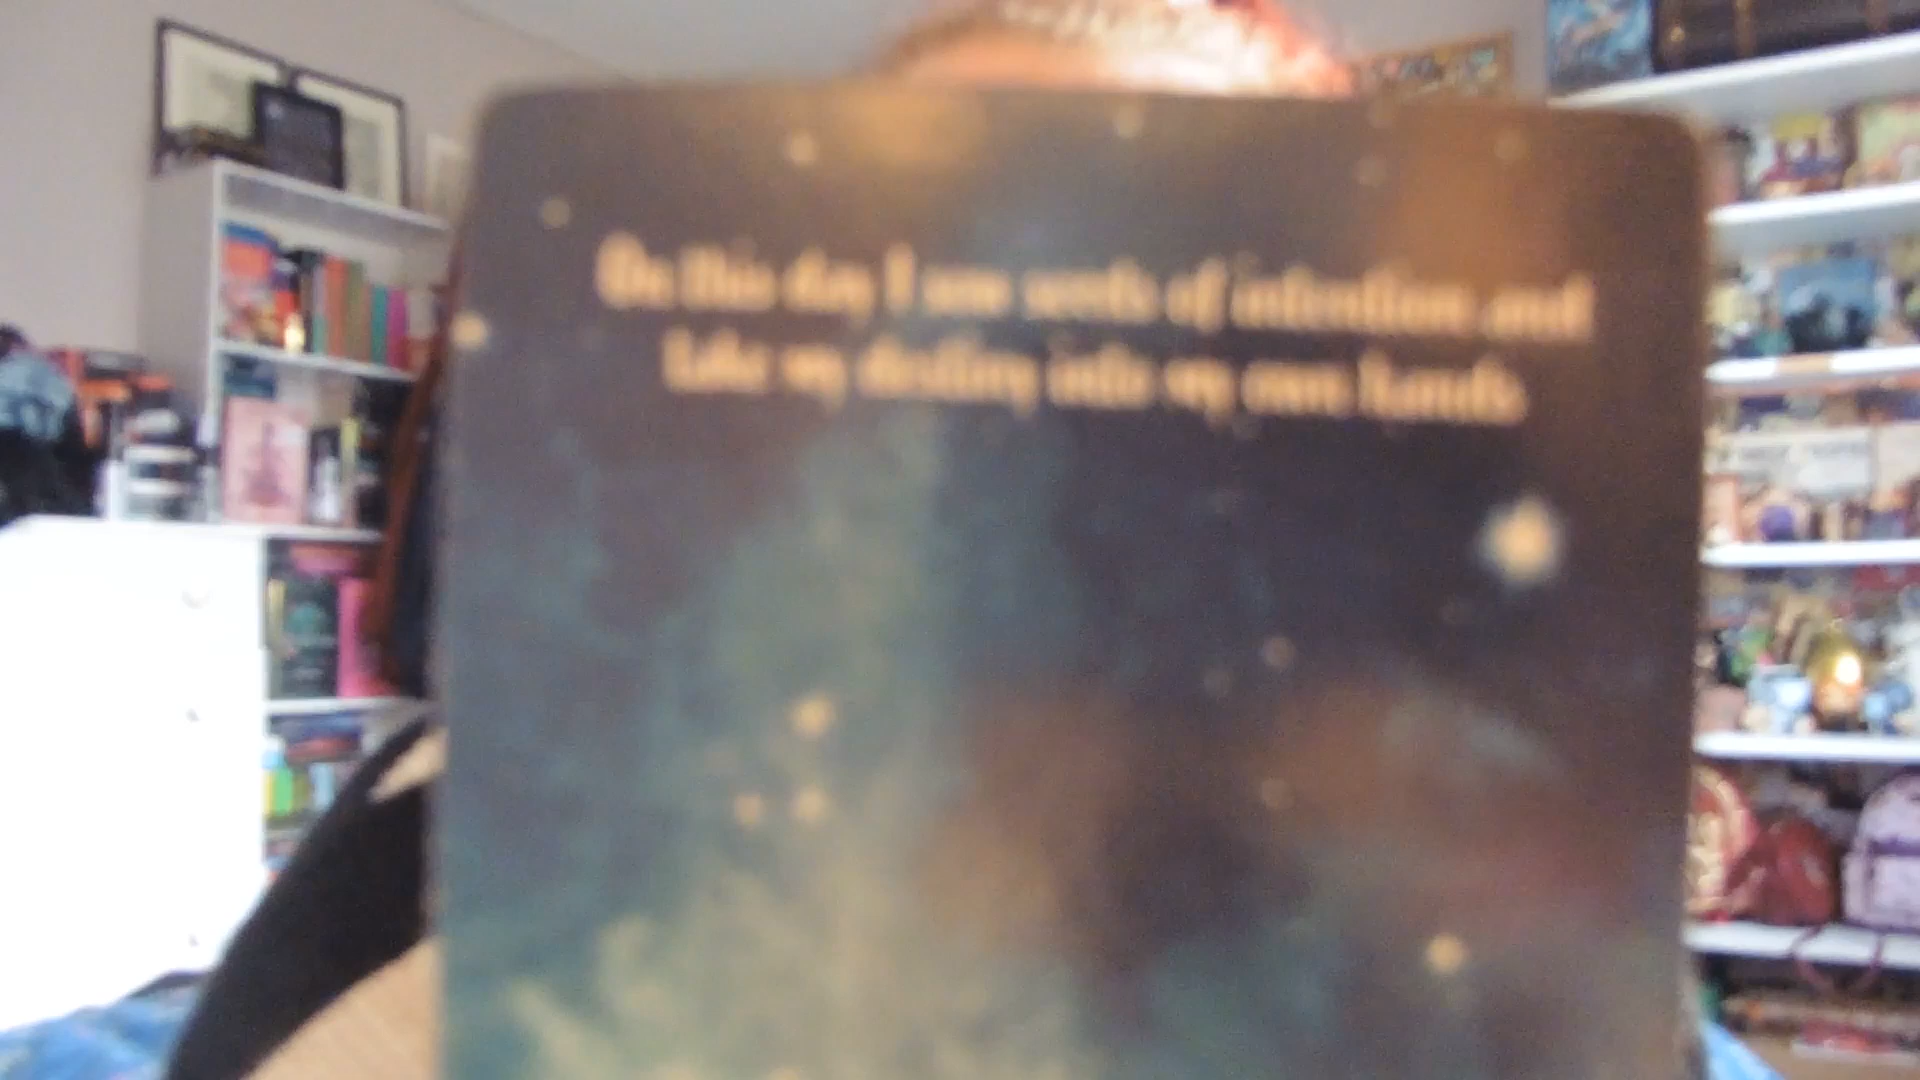 On this day I sow seeds of intention and
take my destiny into my own hands